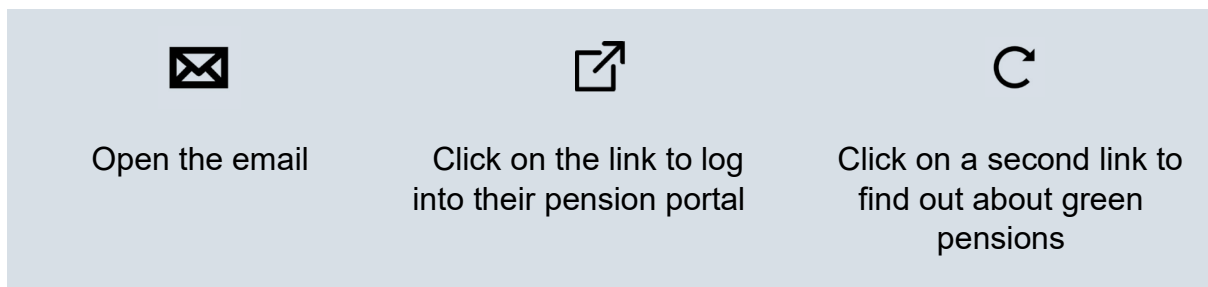 Open the email
Click on the link to log
into their pension portal
Click on a second link to
find out about green
pensions